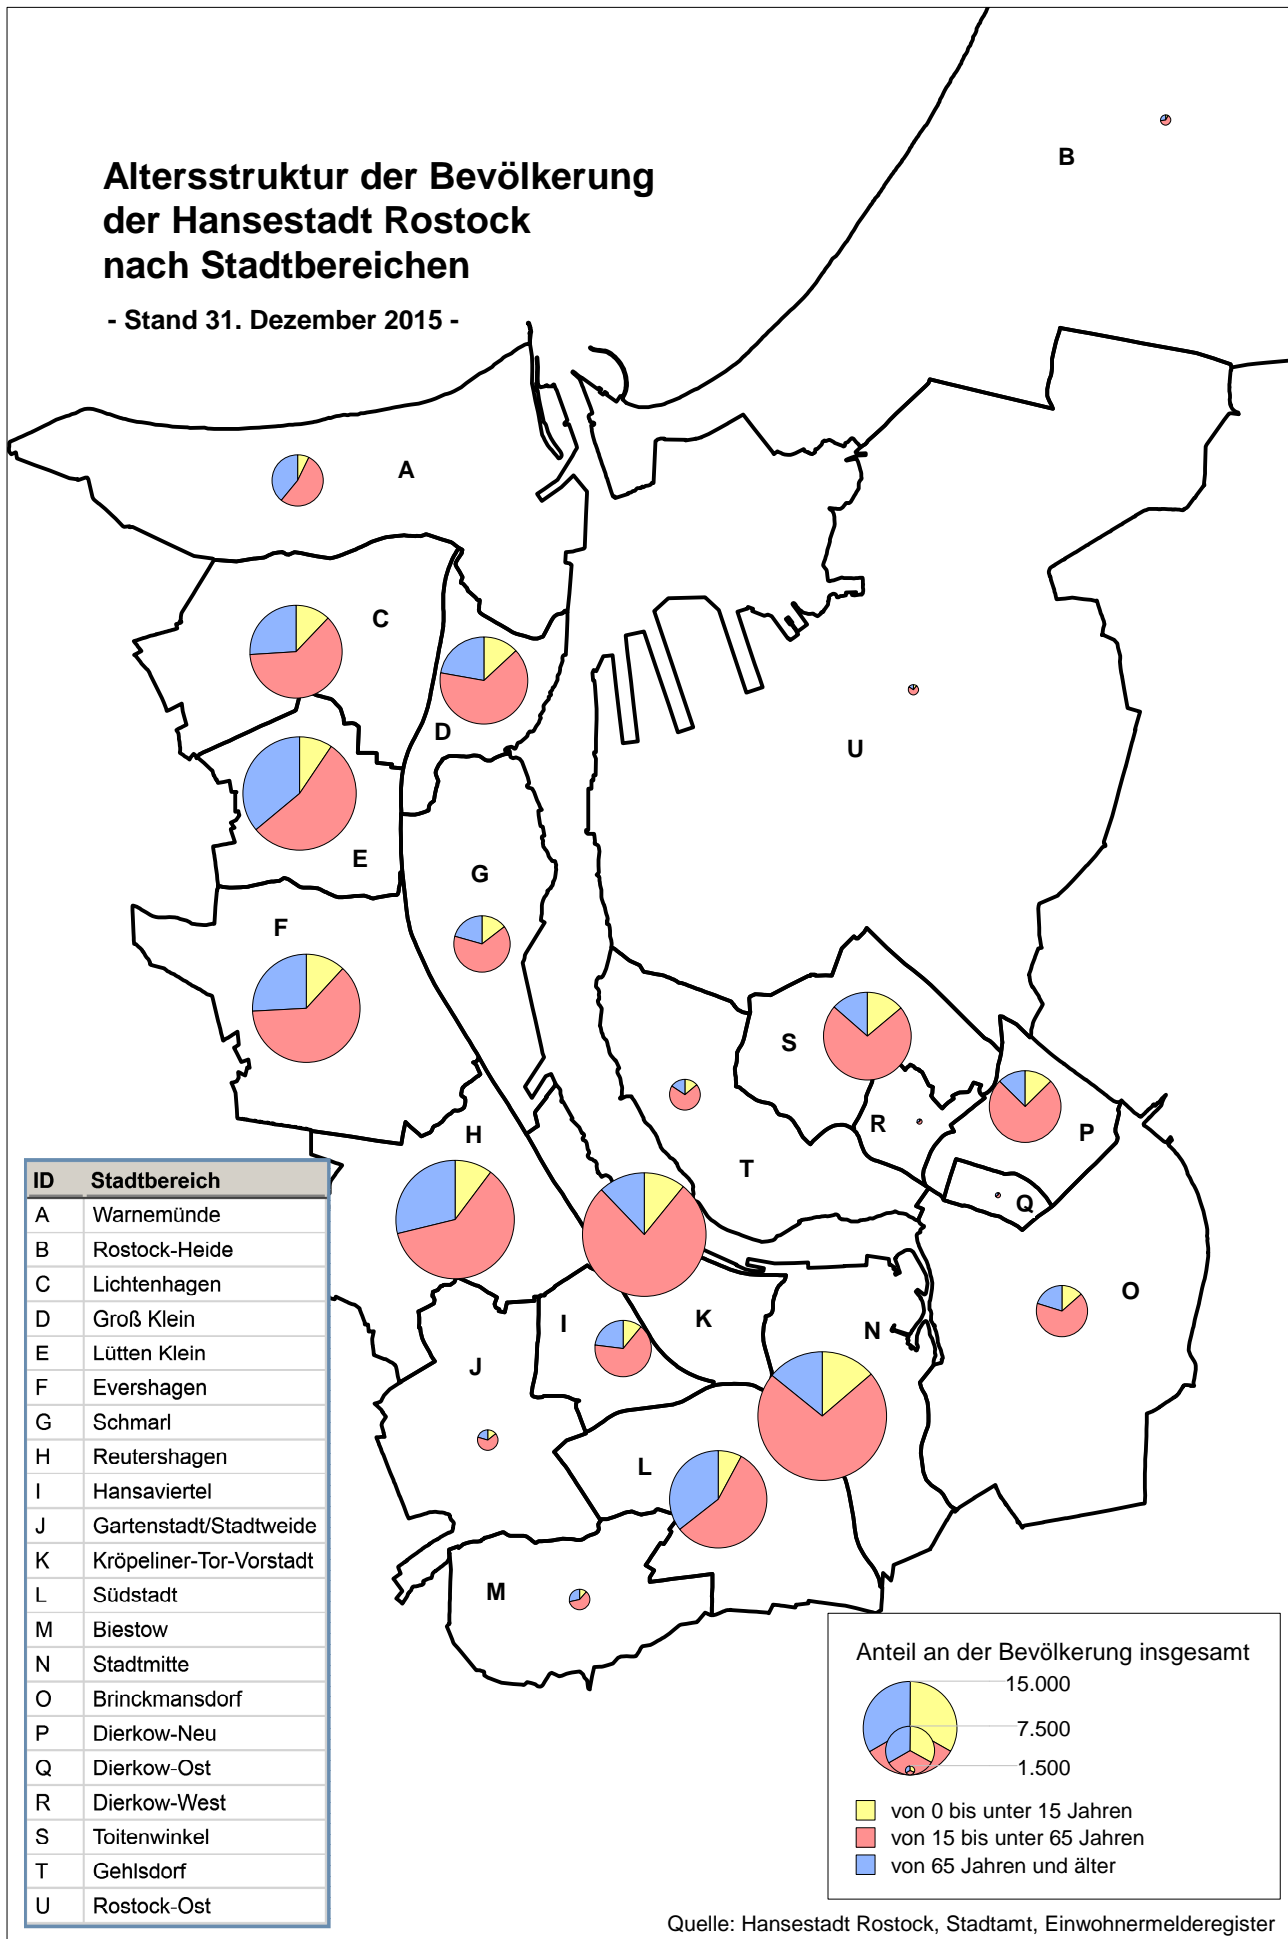 Altersstruktur der Bevölkerung
der Hansestadt Rostock
nach Stadtbereichen
- Stand 31. Dezember 2015 -
B
A
C
D
U
E
G
F
S
R
P
H
T
Q
O
I
K
N
J
L
M
ID Stadtbereich
A Warnemünde
B Rostock-Heide
C Lichtenhagen
D Groß Klein
E Lütten Klein
F Evershagen
G Schmarl
H Reutershagen
I Hansaviertel
J Gartenstadt/Stadtweide
K Kröpeliner-Tor-Vorstadt
L Südstadt
M Biestow
N Stadtmitte
O Brinckmansdorf
P Dierkow-Neu
Q Dierkow-Ost
R Dierkow-West
S Toitenwinkel
T Gehlsdorf
U Rostock-Ost
Anteil an der Bevölkerung insgesamt
15.000
7.500
1.500
von 0 bis unter 15 Jahren
von 15 bis unter 65 Jahren
von 65 Jahren und älter
Quelle: Hansestadt Rostock, Stadtamt, Einwohnermelderegister